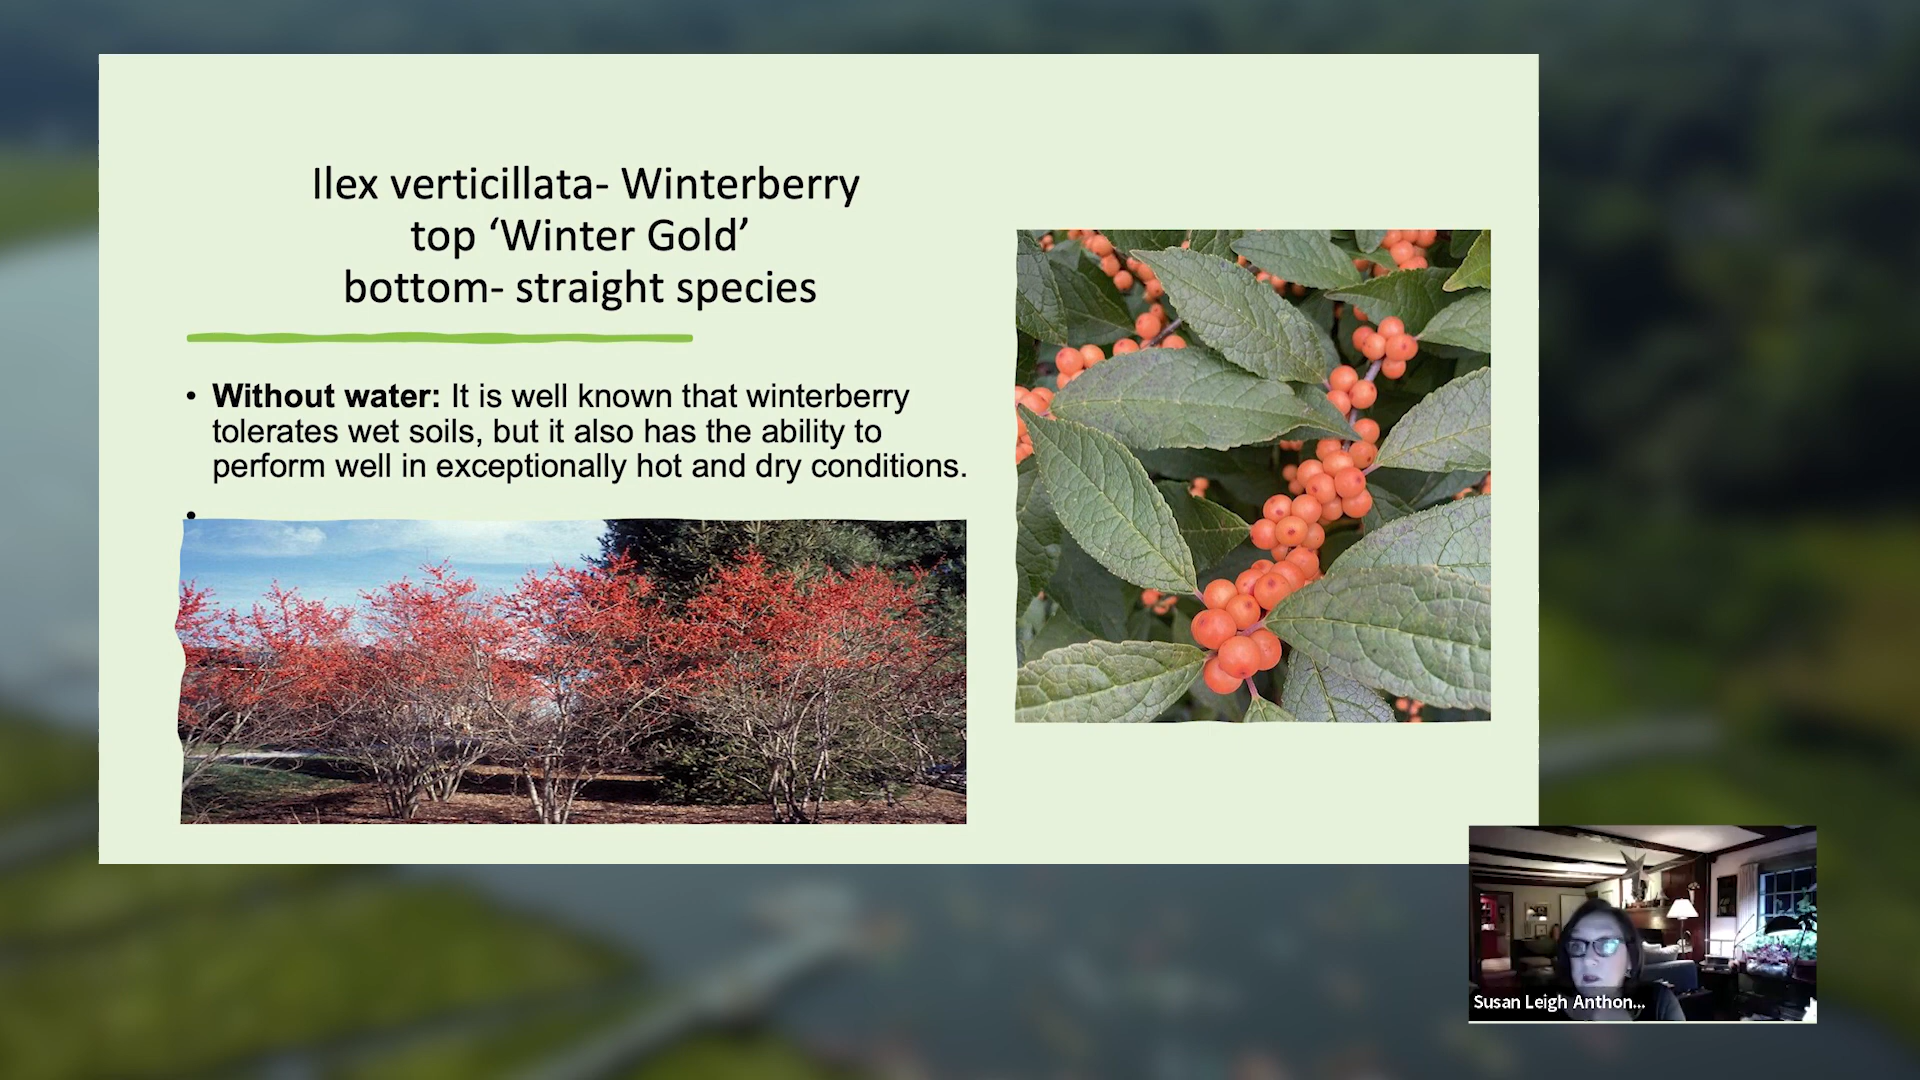 Ilex verticillata- Winterberry
top ‘Winter Gold’
bottom- straight species
• Without water: It is well known that winterberry
tolerates wet soils, but it also has the ability to
perform well in exceptionally hot and dry conditions.
•
Susan Leigh Anthon...